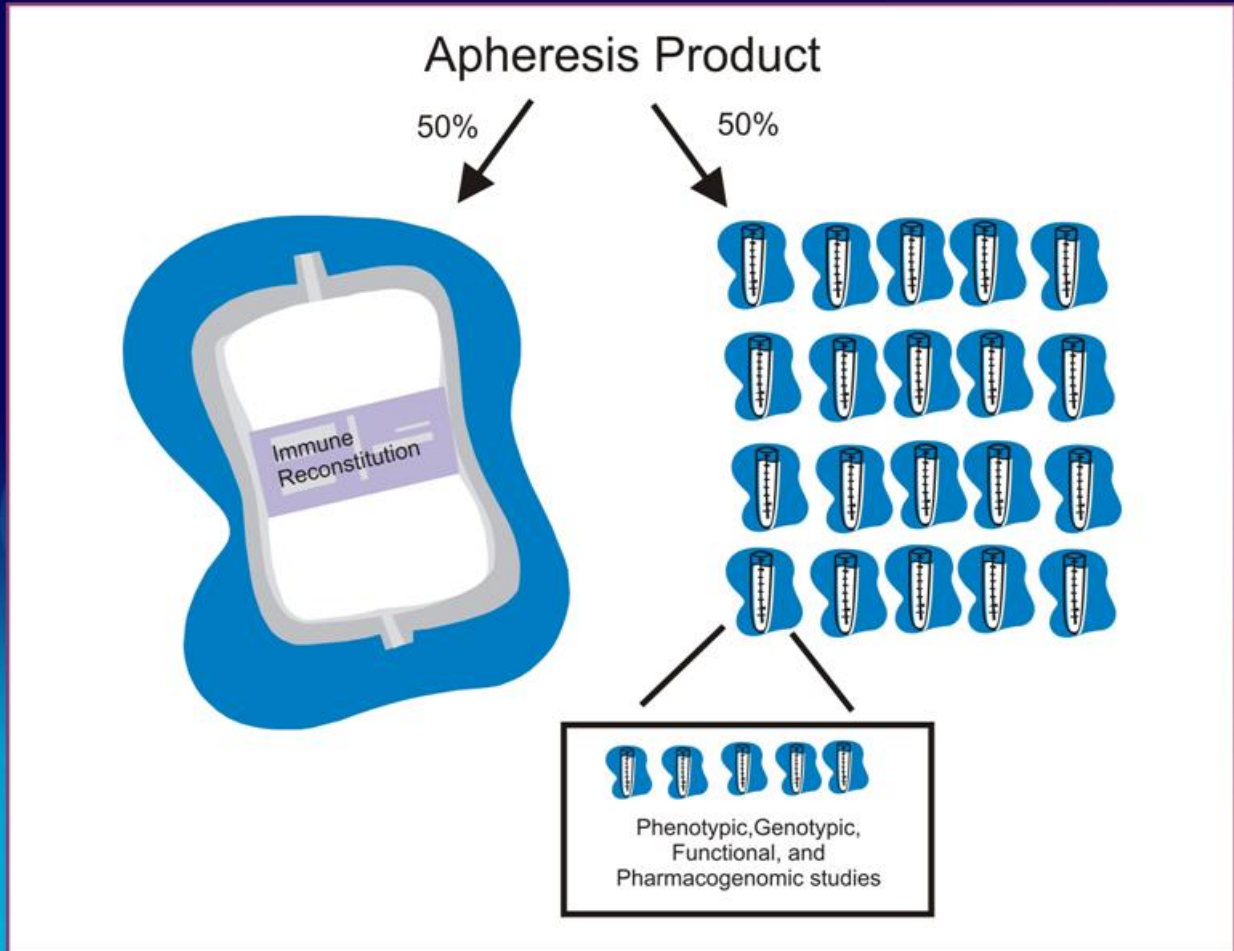 Apheresis Product
50%
50%
Immune
Reconstitution
Phenotypic,Genotypic,
Functional, and
Pharmacogenomic studies